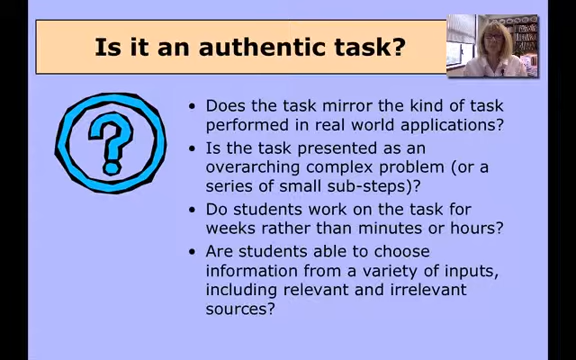 Is it an authentic task?
• Does the task mirror the kind of task
performed in real world applications?
• Is the task presented as an
overarching complex problem (or a
series of small sub-steps)?
• Do students work on the task for
weeks rather than minutes or hours?
• Are students able to choose
information from a variety of inputs,
including relevant and irrelevant
sources?